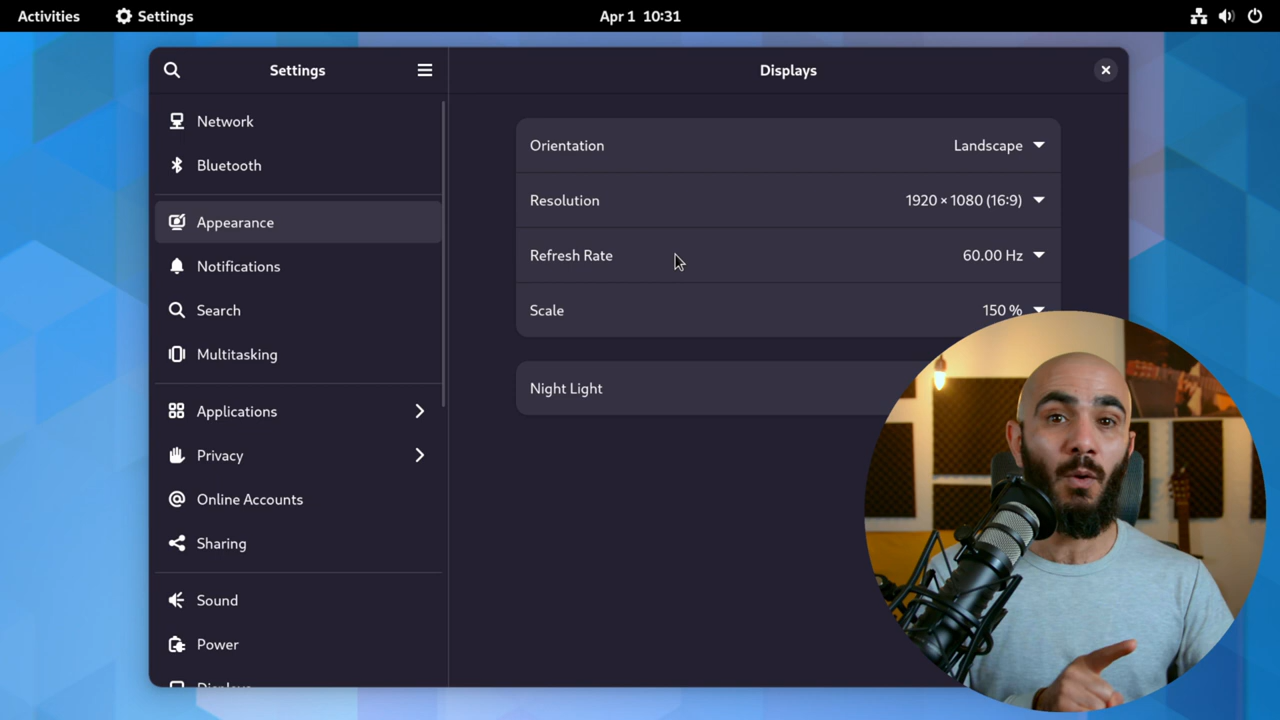 Activities Settings Apr 1 10:31
Settings
Displays
Network
Bluetooth
Appearance
Notifications
Search
Multitasking
Applications
Privacy
Online Accounts
Sharing
Sound
Power
Displays
Orientation Landscape
Resolution 1920 × 1080 (16:9)
Refresh Rate 60.00 Hz
Scale 150 %
Night Light